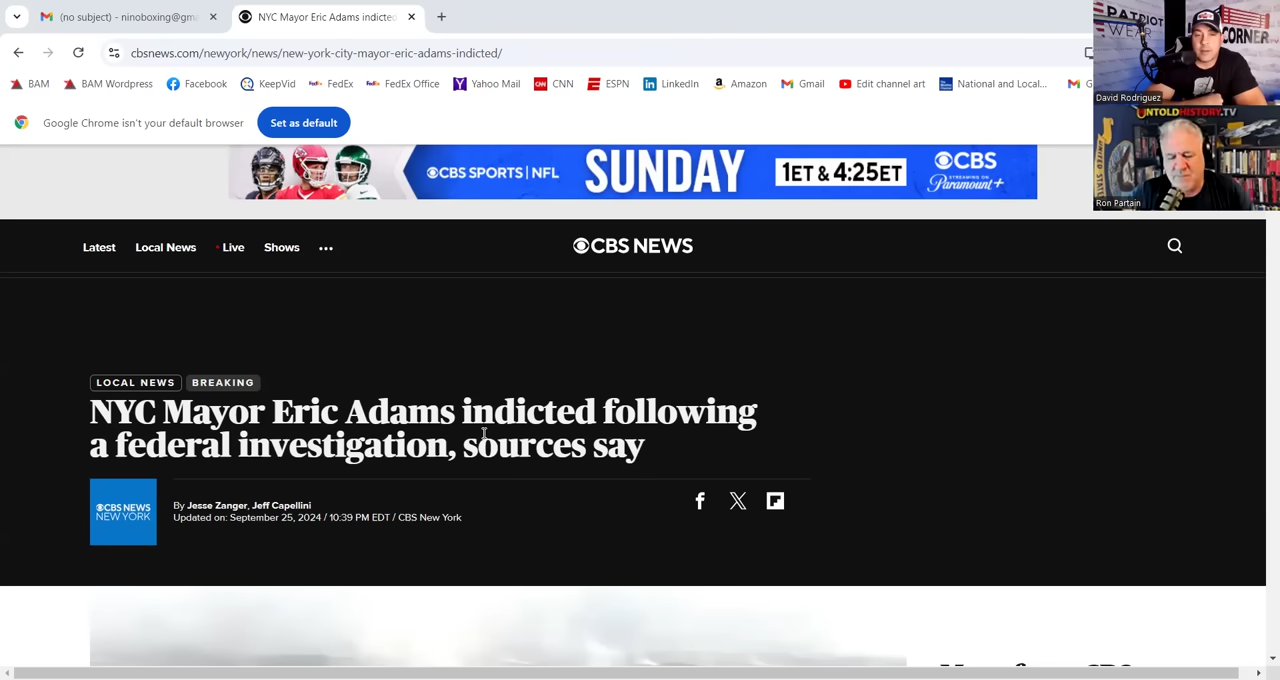 (no subject) - ninoboxing@gm
NYC Mayor Eric Adams indicted
cbsnews.com/newyork/news/new-york-city-mayor-eric-adams-indicted/
BAM BAM Wordpress Facebook KeepVid FedEx FedEx Office Yahoo Mail CNN ESPN LinkedIn Amazon Gmail Edit channel art National and Local... G
Google Chrome isn't your default browser Set as default
PATRIOT
WEAR
CORNER
David Rodriguez
UNTOLDHISTORY.TV
Ron Partain
CBS SPORTS | NFL SUNDAY 1ET & 4:25ET CBS
STREAMING ON
Paramount+
Latest Local News Live Shows ••• CBS NEWS
LOCAL NEWS BREAKING
NYC Mayor Eric Adams indicted following
a federal investigation, sources say
CBS NEWS
NEW YORK
By Jesse Zanger, Jeff Capellini
Updated on: September 25, 2024 / 10:39 PM EDT / CBS New York